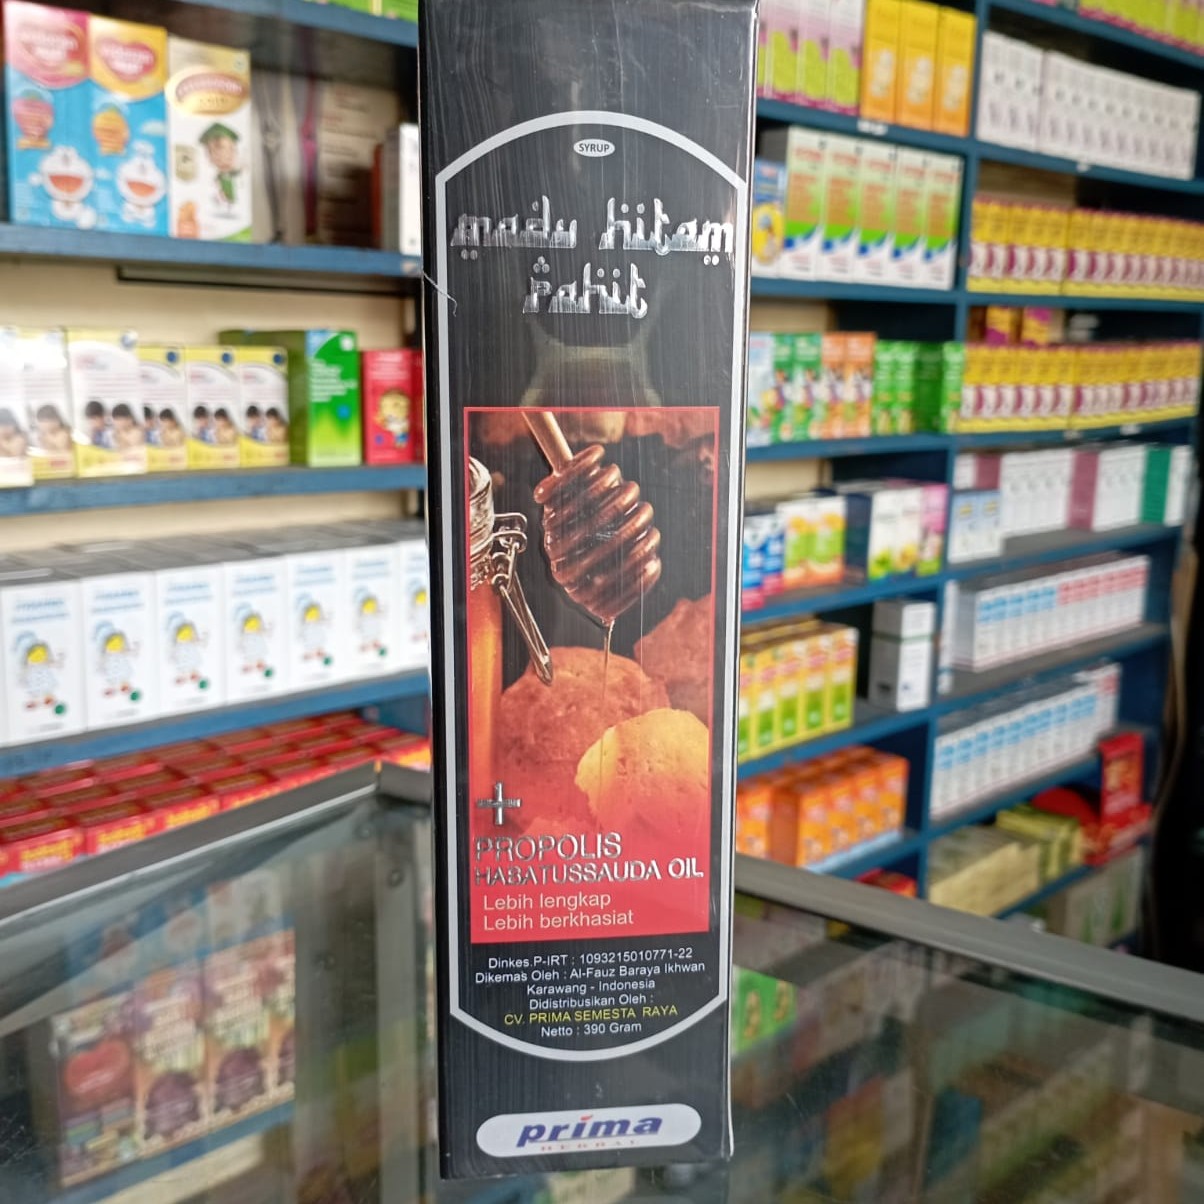 SYRUP
madu hitam
Pahit
+
PROPOLIS
HABATUSSAUDA OIL
Lebih lengkap
Lebih berkhasiat
Dinkes.P-IRT : 1093215010771-22
Dikemas Oleh : Al-Fauz Baraya Ikhwan
Karawang - Indonesia
Didistribusikan Oleh :
CV. PRIMA SEMESTA RAYA
Netto : 390 Gram
prima
HERBAL